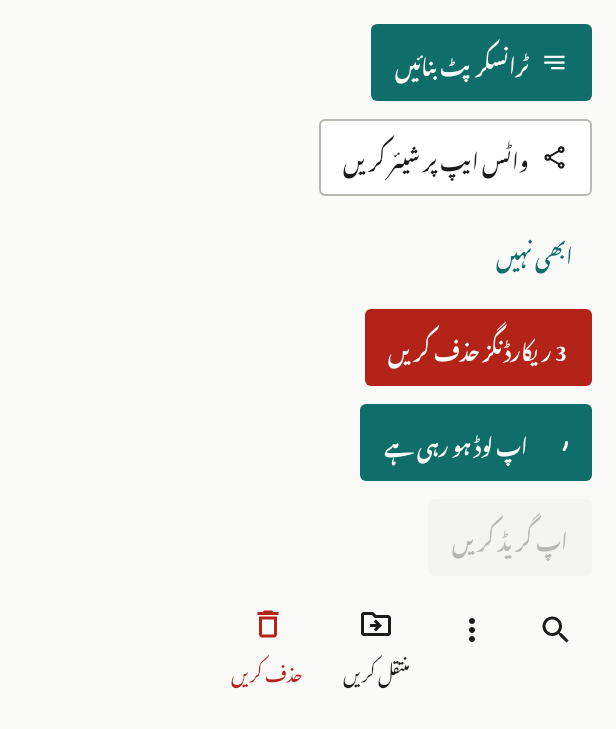 ٹرانسکرپٹ بنائیں
واٹس ایپ پر شیئر کریں
ابھی نہیں
3 ریکارڈنگز حذف کریں
اپ لوڈ ہو رہی ہے
اپ گریڈ کریں
منتقل کریں
حذف کریں